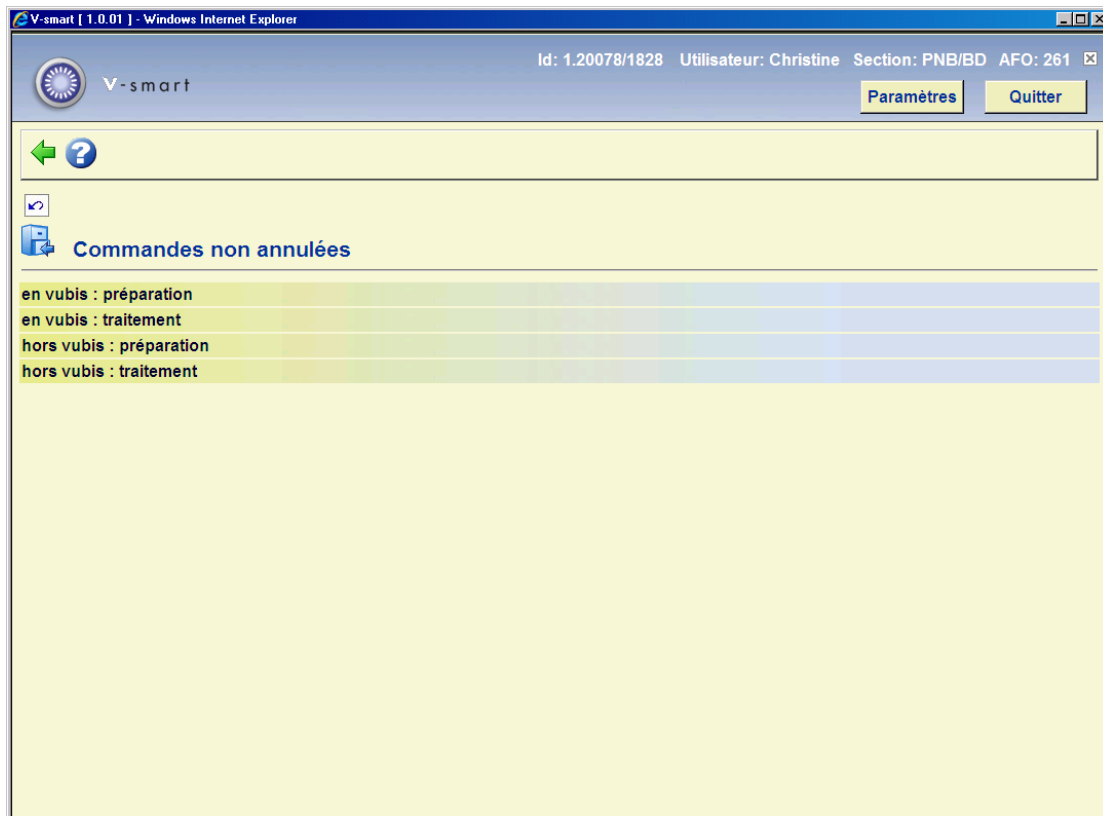 V-smart [ 1.0.01 ] - Windows Internet Explorer
Id: 1.20078/1828 Utilisateur: Christine Section: PNB/BD AFO: 261
V-smart
Paramètres Quitter
Commandes non annulées
en vubis : préparation
en vubis : traitement
hors vubis : préparation
hors vubis : traitement